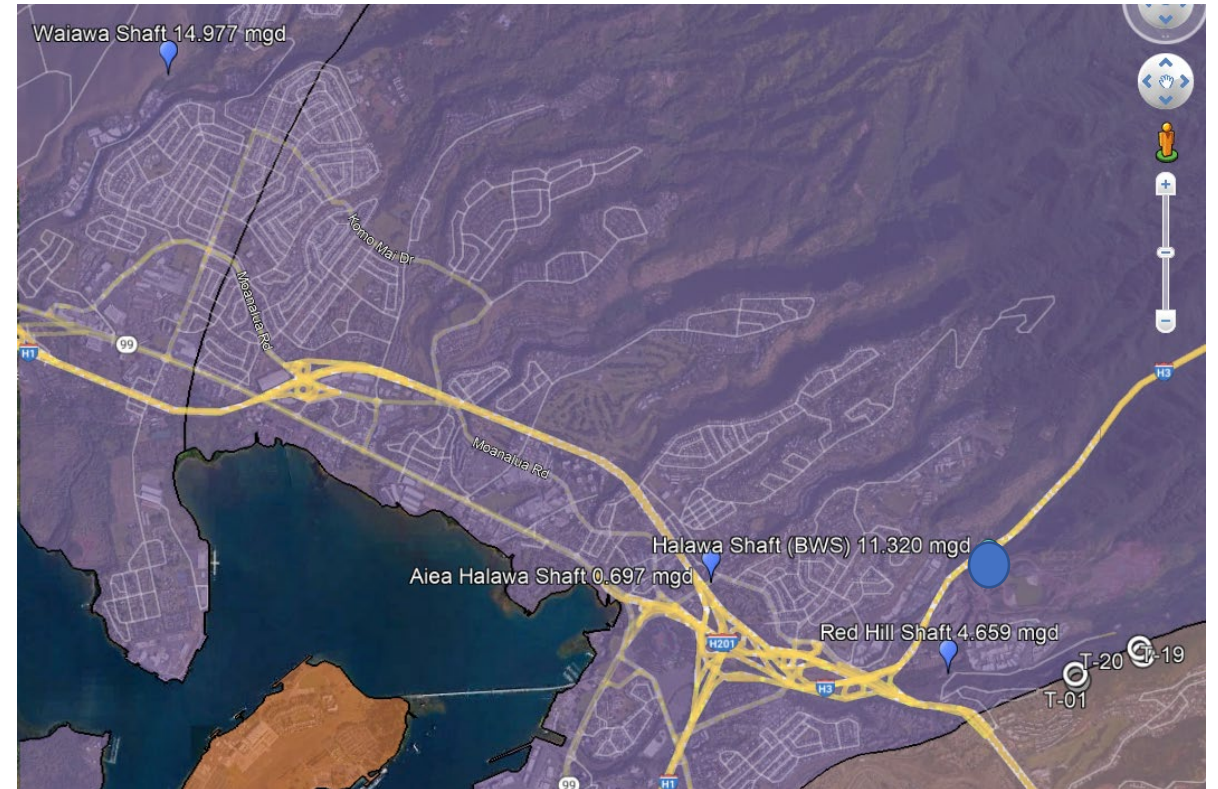 Waiawa Shaft 14.977 mgd
Komo Mai Dr
Moanalua Rd
99
H1
H3
Moanalua Rd
Halawa Shaft (BWS) 11.320 mgd
Aiea Halawa Shaft 0.697 mgd
Red Hill Shaft 4.659 mgd
H201
T-20
T-19
H3
T-01
99
H1